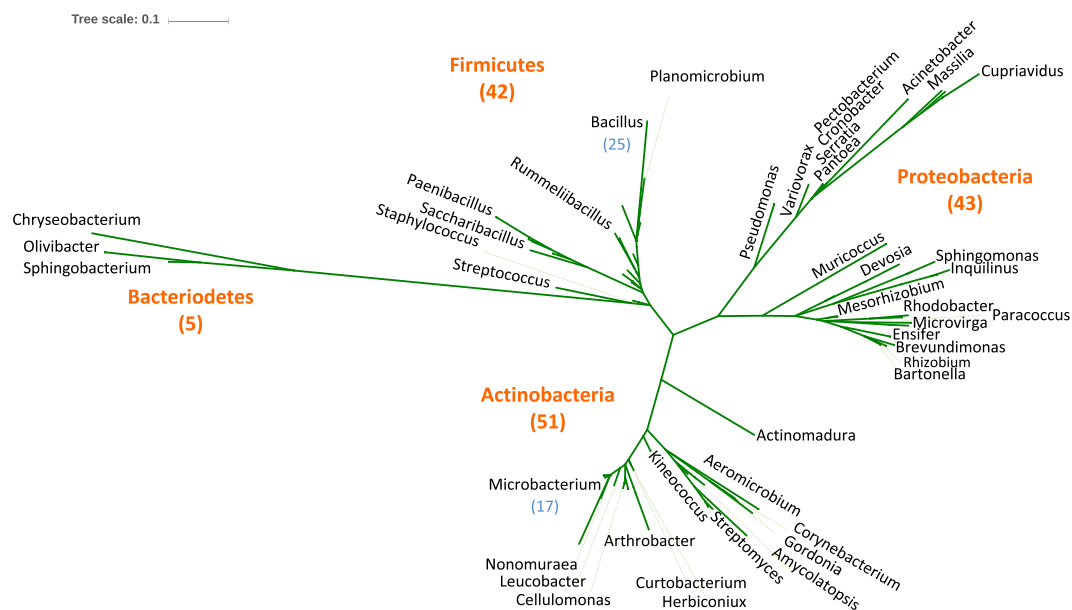 Tree scale: 0.1
Firmicutes
(42)
Planomicrobium
Bacillus
(25)
Rummeliibacillus
Paenibacillus
Saccharibacillus
Staphylococcus
Streptococcus
Chryseobacterium
Olivibacter
Sphingobacterium
Bacteriodetes
(5)
Pseudomonas
Variovorax
Pectobacterium
Cronobacter
Serratia
Pantoea
Acinetobacter
Massilia
Cupriavidus
Proteobacteria
(43)
Muricoccus
Devosia
Sphingomonas
Inquilinus
Mesorhizobium
Rhodobacter
Paracoccus
Microvirga
Ensifer
Brevundimonas
Rhizobium
Bartonella
Actinobacteria
(51)
Actinomadura
Microbacterium
(17)
Kineococcus
Aeromicrobium
Corynebacterium
Gordonia
Amycolatopsis
Streptomyces
Arthrobacter
Nonomuraea
Leucobacter
Cellulomonas
Curtobacterium
Herbiconiux